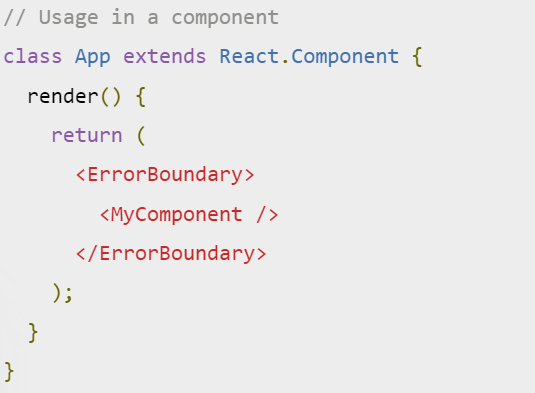 // Usage in a component
class App extends React.Component {
  render() {
    return (
      <ErrorBoundary>
        <MyComponent />
      </ErrorBoundary>
    );
  }
}